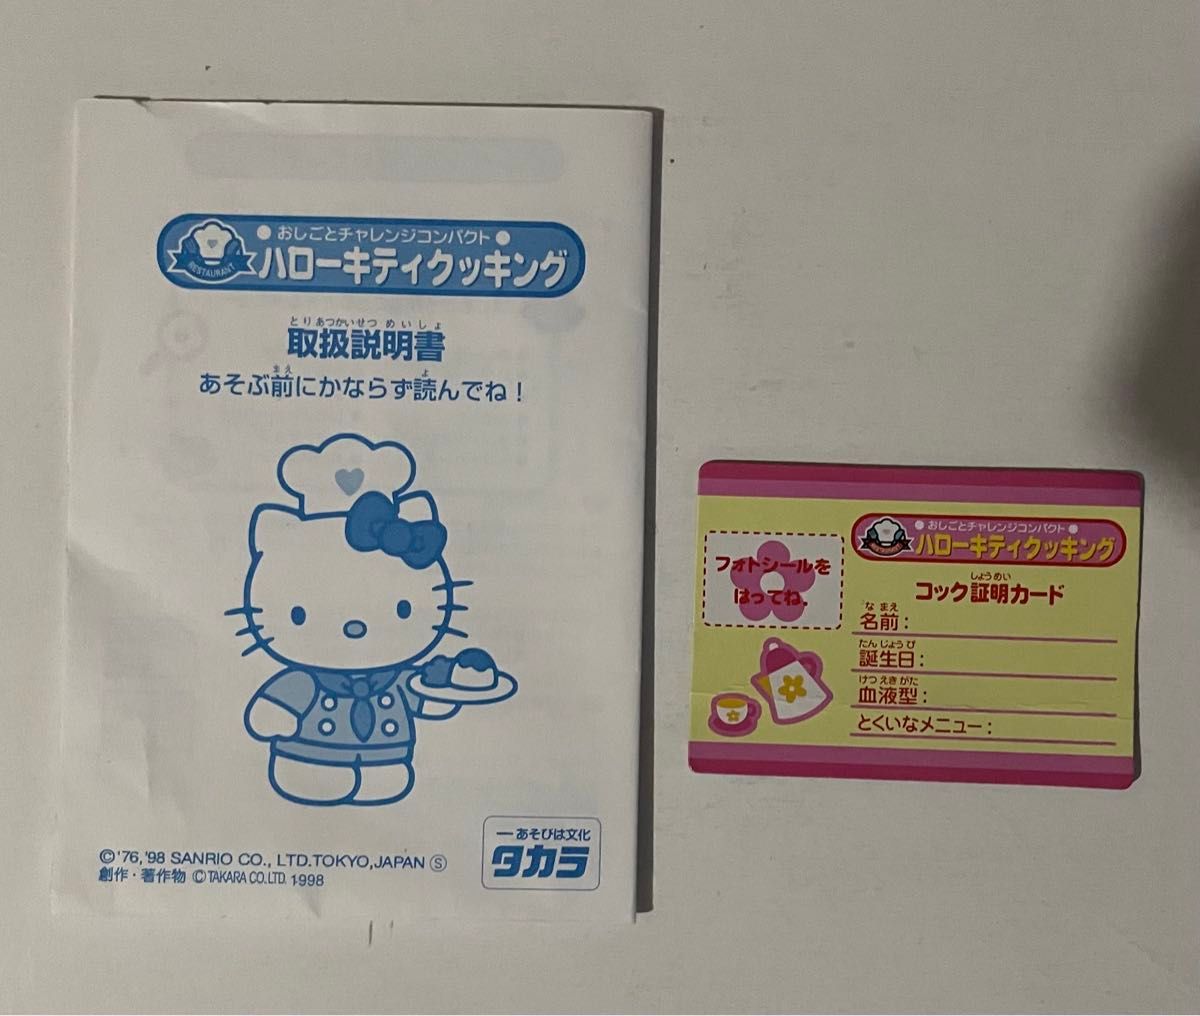 ●おしごとチャレンジコンパクト●
RESTAURANT
ハローキティクッキング
とりあつかいせつめいしょ
取扱説明書
まえ よ
あそぶ前にかならず読んでね！
©'76,'98 SANRIO CO., LTD.TOKYO,JAPAN Ⓢ
創作・著作物 ©TAKARA CO.LTD. 1998
ーあそびは文化
タカラ
●おしごとチャレンジコンパクト●
ハローキティクッキング
しょうめい
コック証明カード
フォトシールを
はってね.
なまえ
名前:
たんじょうび
誕生日:
けつえきがた
血液型:
とくいなメニュー: